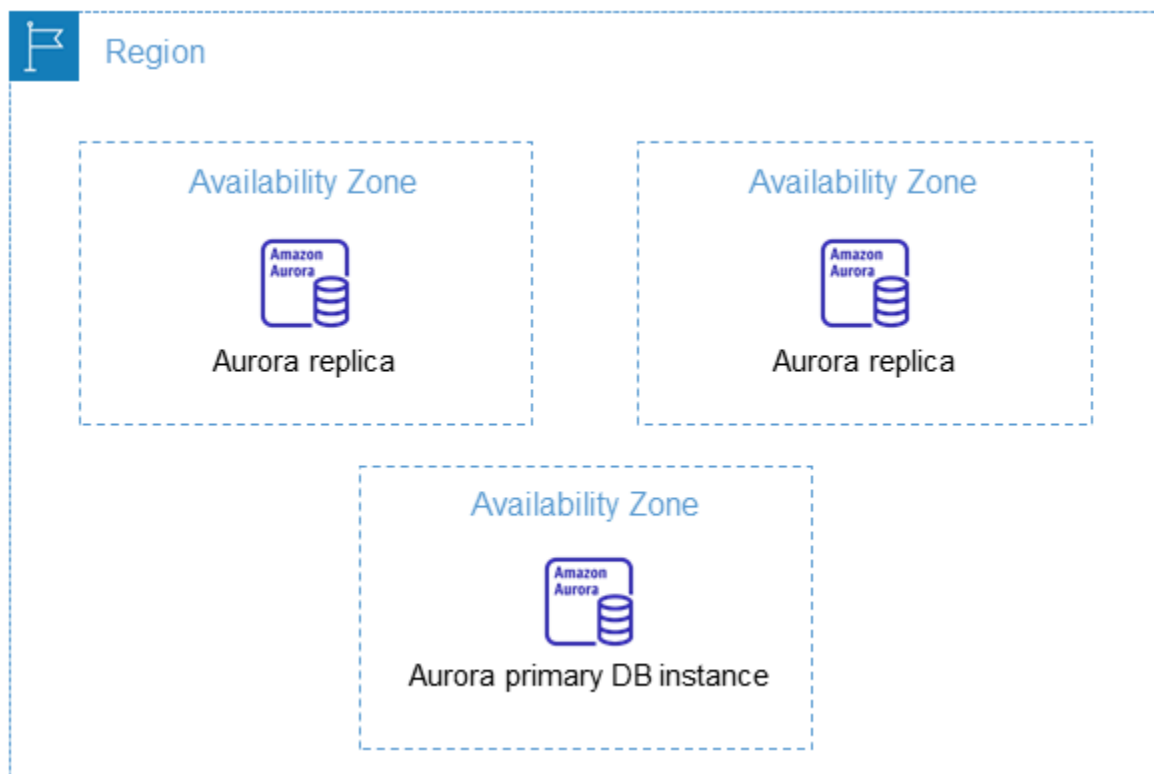 Region
Availability Zone
Amazon
Aurora
Aurora replica
Availability Zone
Amazon
Aurora
Aurora replica
Availability Zone
Amazon
Aurora
Aurora primary DB instance